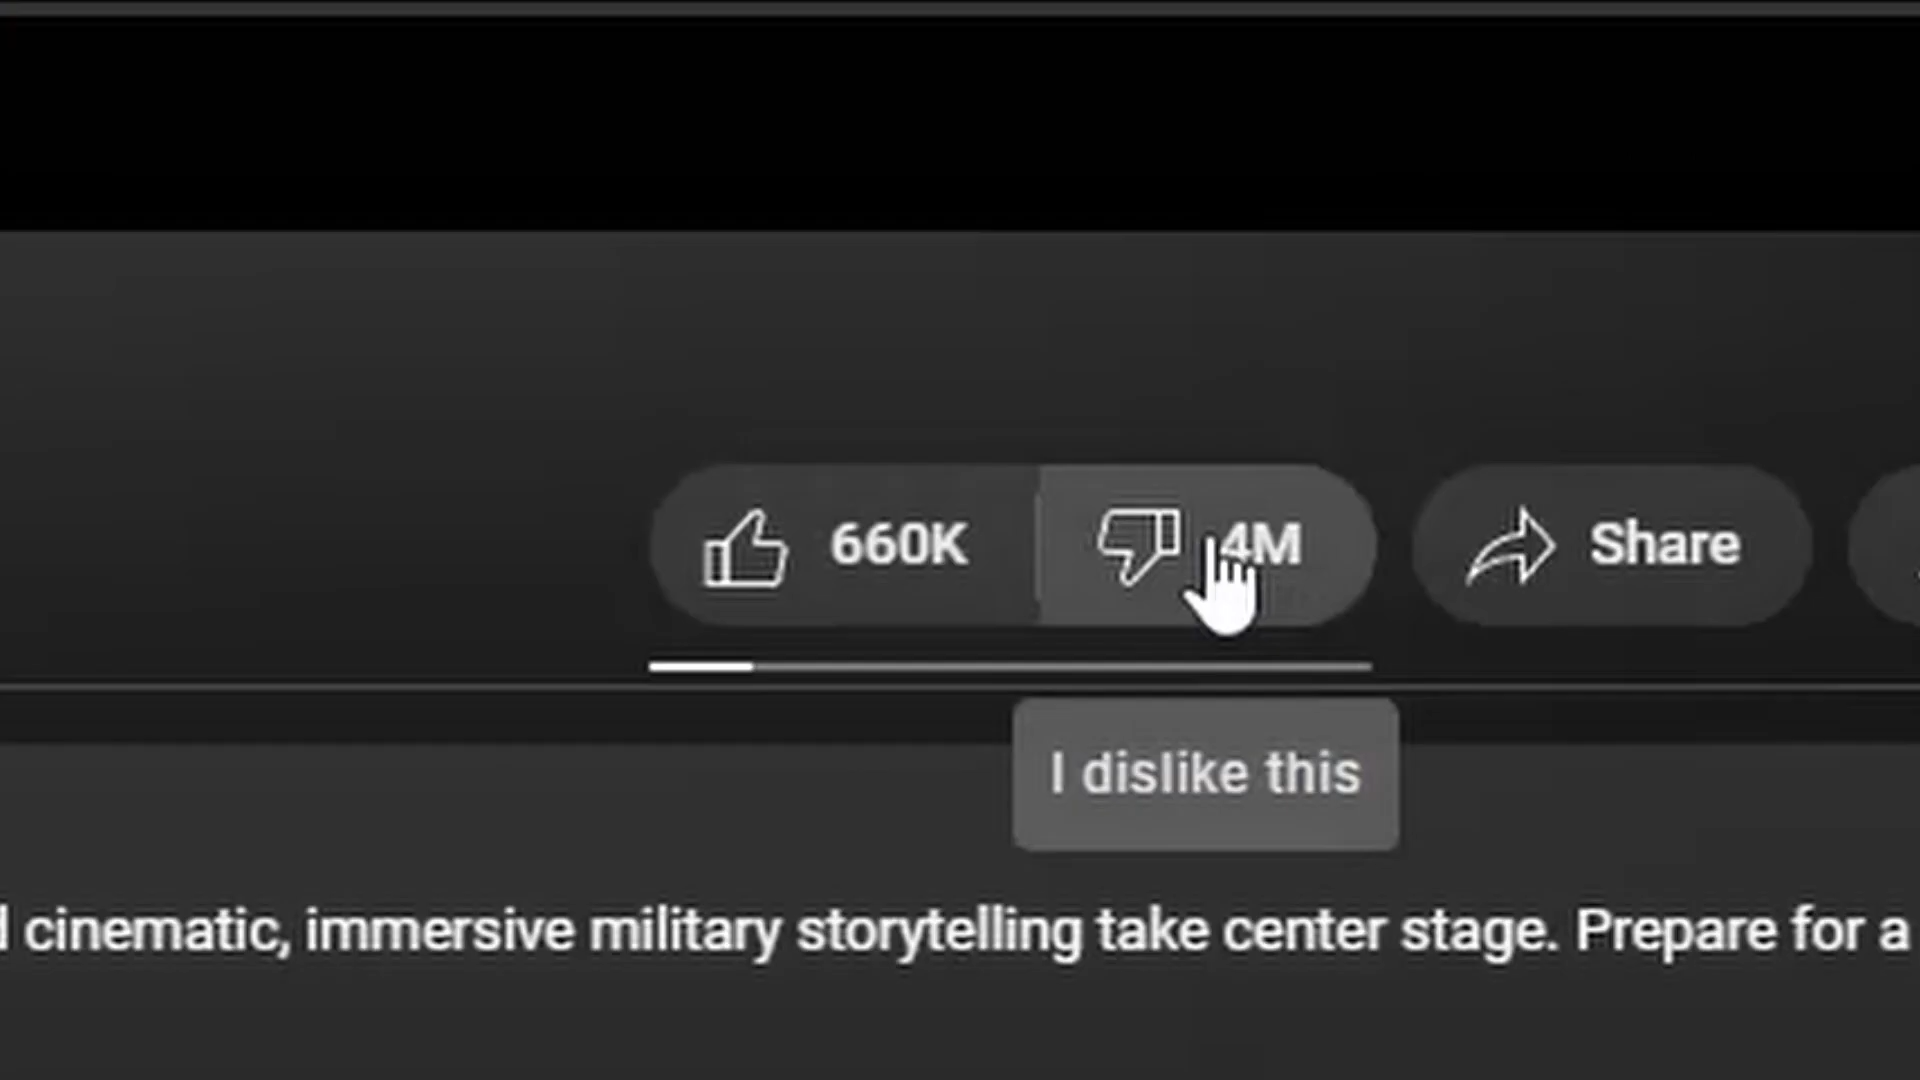 660K 4M Share
I dislike this
cinematic, immersive military storytelling take center stage. Prepare for a